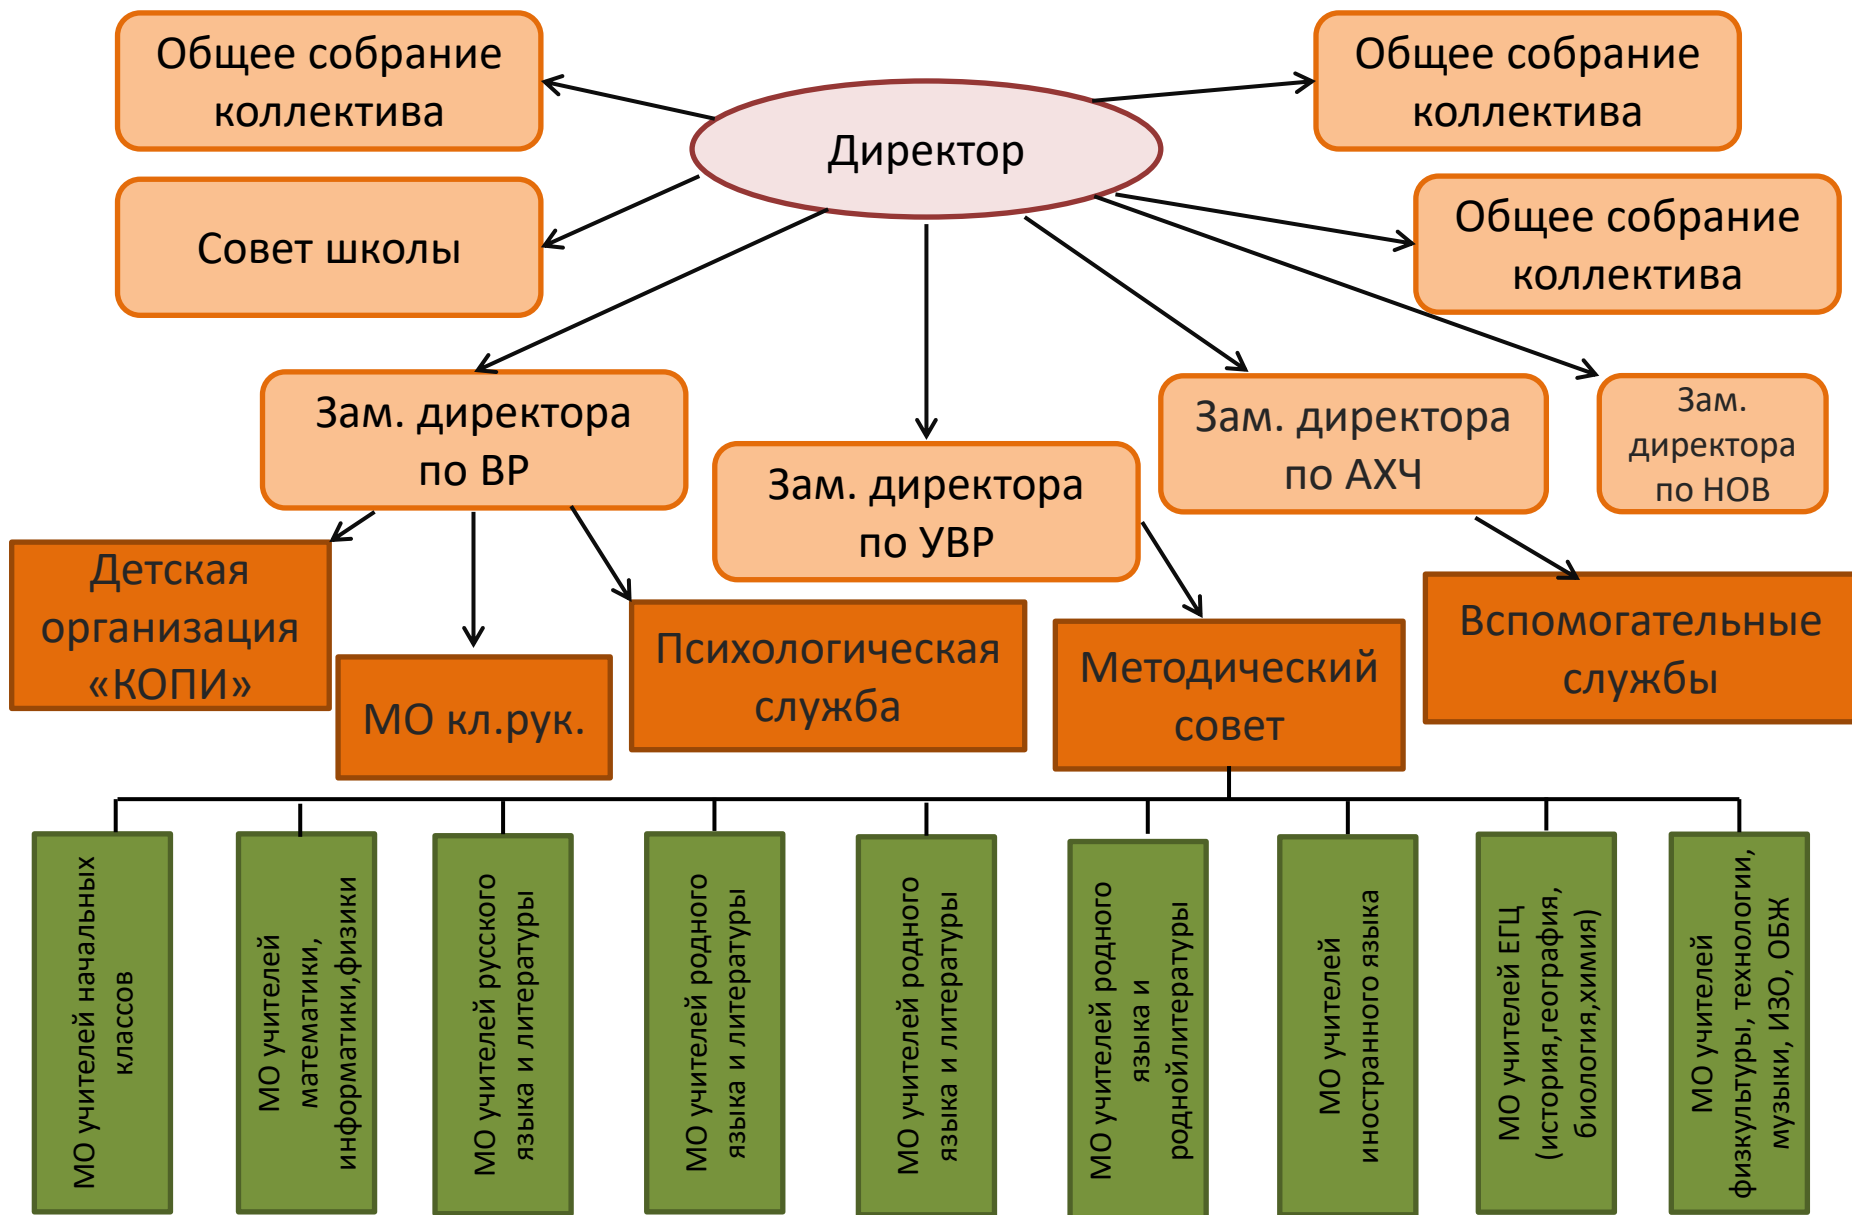 Общее собрание
коллектива
Общее собрание
коллектива
Директор
Совет школы
Общее собрание
коллектива
Зам. директора
по ВР
Зам. директора
по УВР
Зам. директора
по АХЧ
Зам.
директора
по НОВ
Детская
организация
«КОПИ»
МО кл.рук.
Психологическая
служба
Методический
совет
Вспомогательные
службы
МО учителей начальных
классов
МО учителей
математики,
информатики,физики
МО учителей русского
языка и литературы
МО учителей родного
языка и литературы
МО учителей родного
языка и литературы
МО учителей родного
языка и
роднойлитературы
МО учителей
иностранного языка
МО учителей ЕГЦ
(история,география,
биология,химия)
МО учителей
физкультуры, технологии,
музыки, ИЗО, ОБЖ